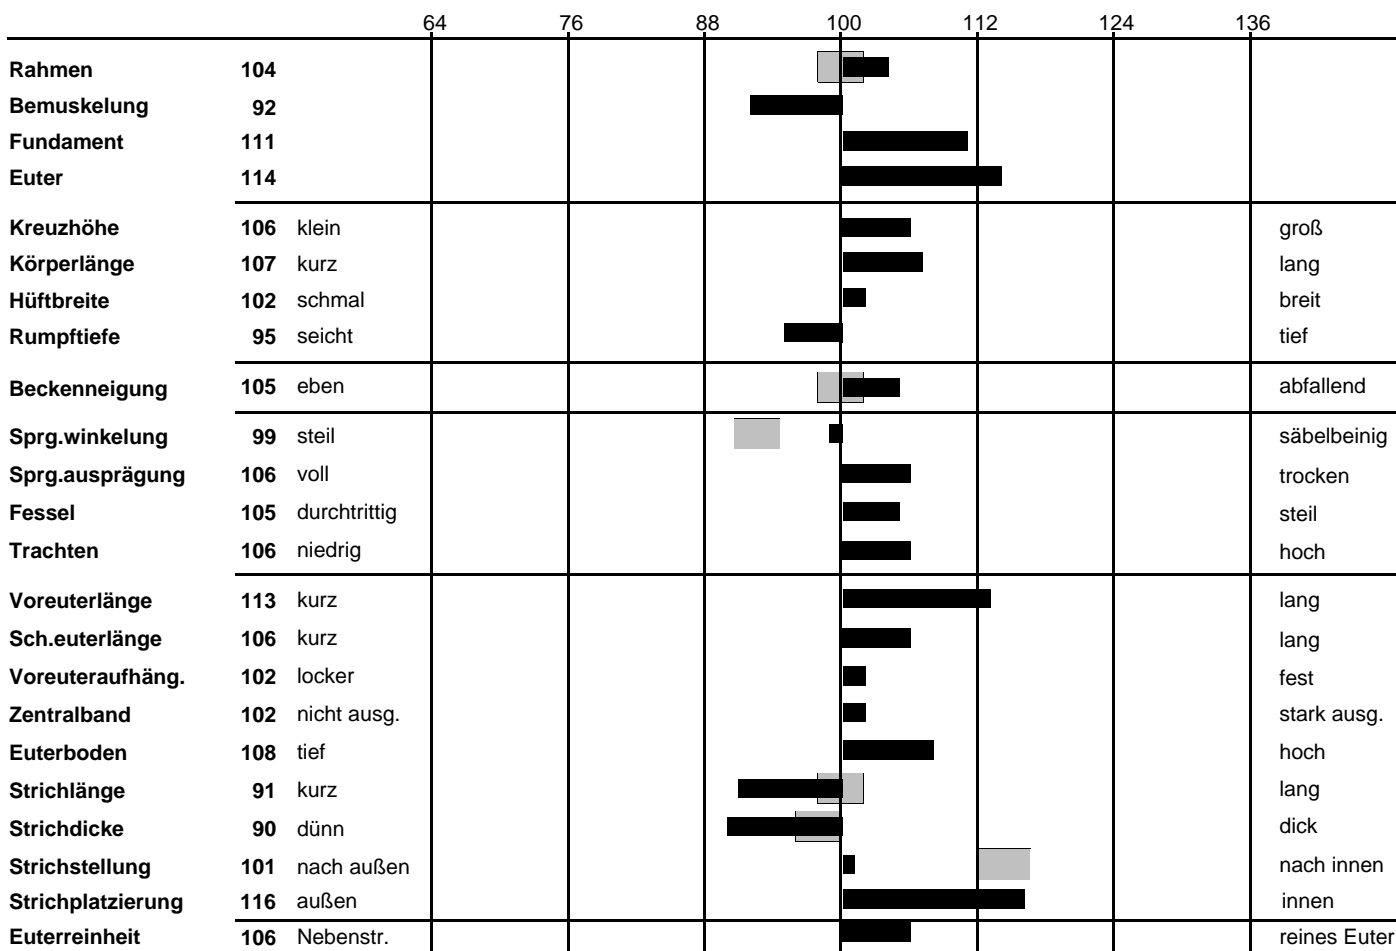 64 76 88 100 112 124 136
Rahmen 104
Bemuskelung 92
Fundament 111
Euter 114
Kreuzhöhe 106 klein groß
Körperlänge 107 kurz lang
Hüftbreite 102 schmal breit
Rumpftiefe 95 seicht tief
Beckenneigung 105 eben abfallend
Sprg.winkelung 99 steil säbelbeinig
Sprg.ausprägung 106 voll trocken
Fessel 105 durchtrittig steil
Trachten 106 niedrig hoch
Voreuterlänge 113 kurz lang
Sch.euterlänge 106 kurz lang
Voreuteraufhäng. 102 locker fest
Zentralband 102 nicht ausg. stark ausg.
Euterboden 108 tief hoch
Strichlänge 91 kurz lang
Strichdicke 90 dünn dick
Strichstellung 101 nach außen nach innen
Strichplatzierung 116 außen innen
Euterreinheit 106 Nebenstr. reines Euter